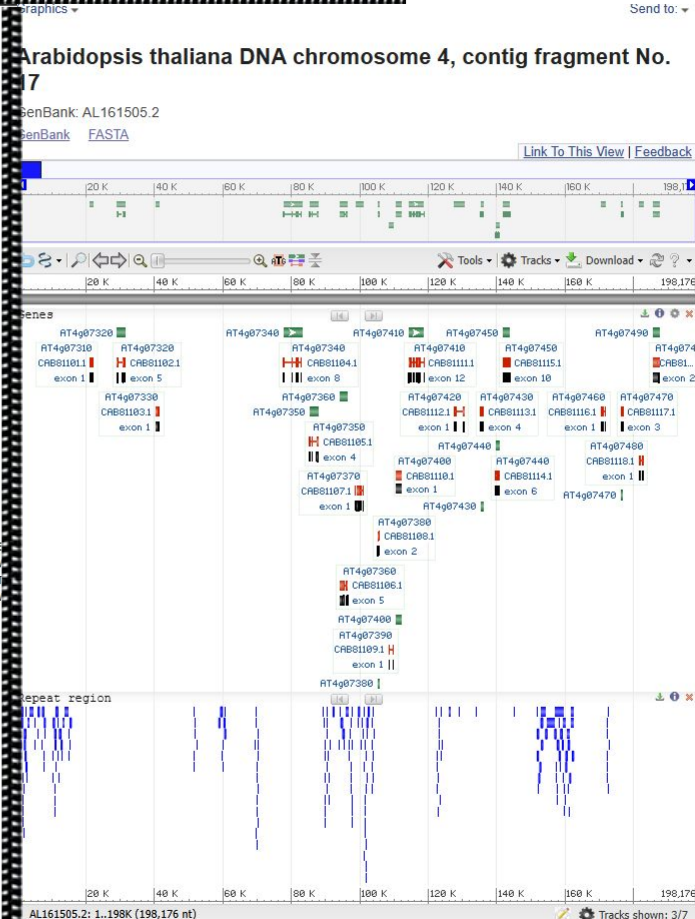 Graphics
Send to:
Arabidopsis thaliana DNA chromosome 4, contig fragment No.
17
GenBank: AL161505.2
GenBank FASTA
Link To This View | Feedback
20 K 40 K 60 K 80 K 100 K 120 K 140 K 160 K
Tools Tracks Download ?
20 K 40 K 60 K 80 K 100 K 120 K 140 K 160 K 198,176
Genes
AT4g07320 AT4g07340 AT4g07410 AT4g07450 AT4g07490
AT4g07310 AT4g07320 AT4g07340 AT4g07410 AT4g07450
CAB81101.1 CAB81102.1 CAB81104.1 CAB81111.1 CAB81115.1
exon 1 exon 5 exon 8 exon 12 exon 10 exon 2
AT4g07330 AT4g07360 AT4g07420 AT4g07430 AT4g07460 AT4g07470
CAB81103.1 AT4g07350 CAB81112.1 CAB81113.1 CAB81116.1 CAB81117.1
exon 1 AT4g07350 exon 1 exon 4 exon 1 exon 3
CAB81105.1 AT4g07440 AT4g07480
exon 4 AT4g07400 AT4g07440 CAB81118.1
AT4g07370 CAB81110.1 CAB81114.1 exon 1
CAB81107.1 exon 1 exon 6 AT4g07470
exon 1 AT4g07430
AT4g07380
CAB81108.1
exon 2
AT4g07360
CAB81106.1
exon 5
AT4g07400
AT4g07390
CAB81109.1
exon 1
AT4g07380
Repeat region
20 K 40 K 60 K 80 K 100 K 120 K 140 K 160 K 198,176
AL161505.2: 1..198K (198,176 nt)
Tracks shown: 3/7